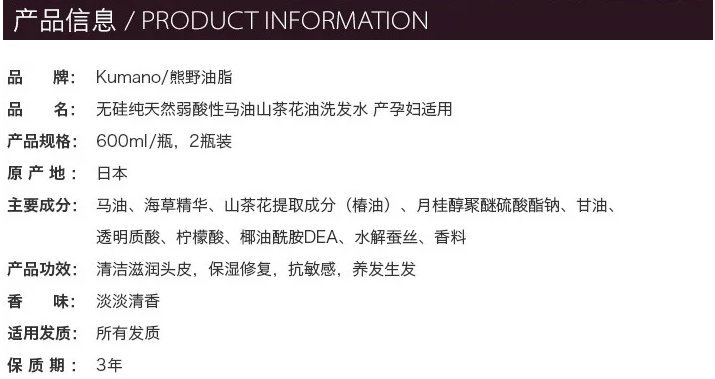 产品信息 / PRODUCT INFORMATION
品 牌： Kumano/熊野油脂
品 名： 无硅纯天然弱酸性马油山茶花油洗发水 产孕妇适用
产品规格： 600ml/瓶，2瓶装
原 产 地 ： 日本
主要成分： 马油、海草精华、山茶花提取成分（椿油）、月桂醇聚醚硫酸酯钠、甘油、
透明质酸、柠檬酸、椰油酰胺DEA、水解蚕丝、香料
产品功效： 清洁滋润头皮，保湿修复，抗敏感，养发生发
香 味： 淡淡清香
适用发质： 所有发质
保 质 期 ： 3年